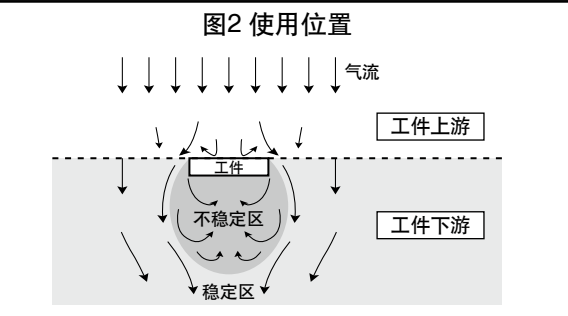 图2 使用位置
气流
工件上游
工件
不稳定区
工件下游
稳定区